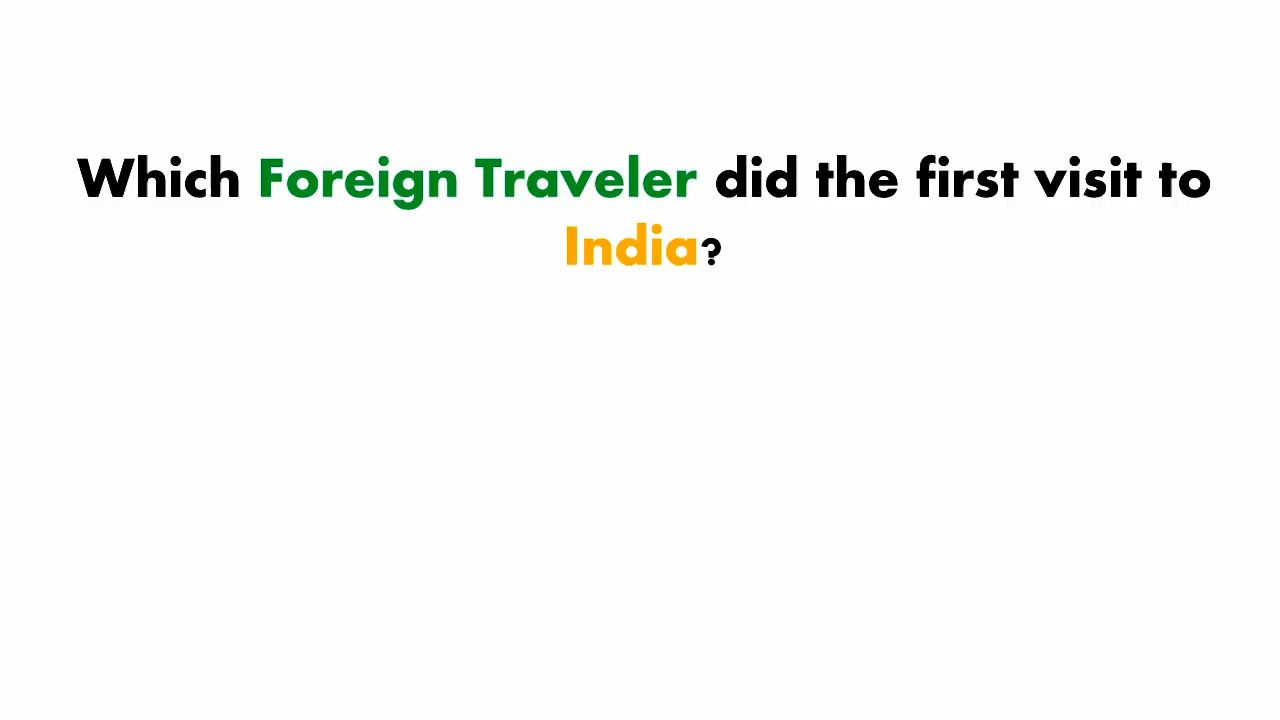 Which Foreign Traveler did the first visit to
India?